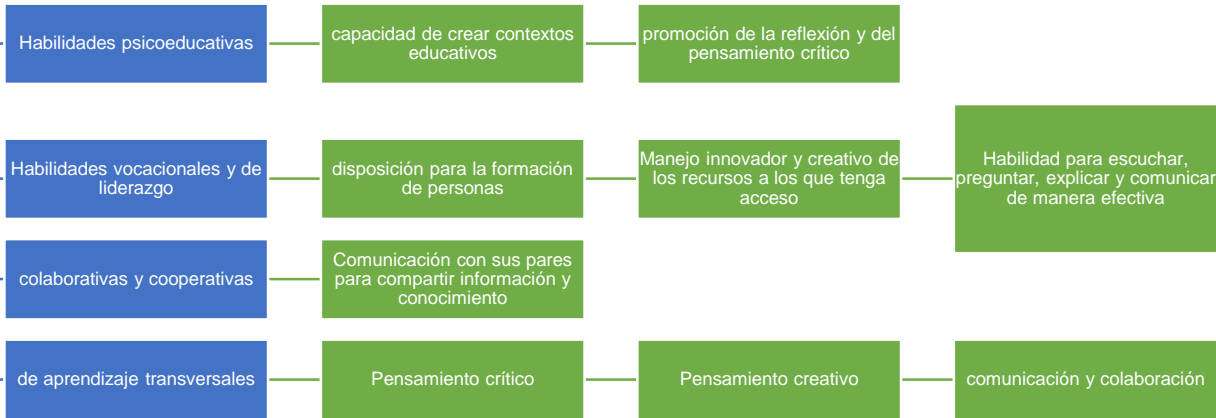 Habilidades psicoeducativas
capacidad de crear contextos
educativos
promoción de la reflexión y del
pensamiento crítico
Habilidades vocacionales y de
liderazgo
disposición para la formación
de personas
Manejo innovador y creativo de
los recursos a los que tenga
acceso
Habilidad para escuchar,
preguntar, explicar y comunicar
de manera efectiva
colaborativas y cooperativas
Comunicación con sus pares
para compartir información y
conocimiento
de aprendizaje transversales
Pensamiento crítico
Pensamiento creativo
comunicación y colaboración